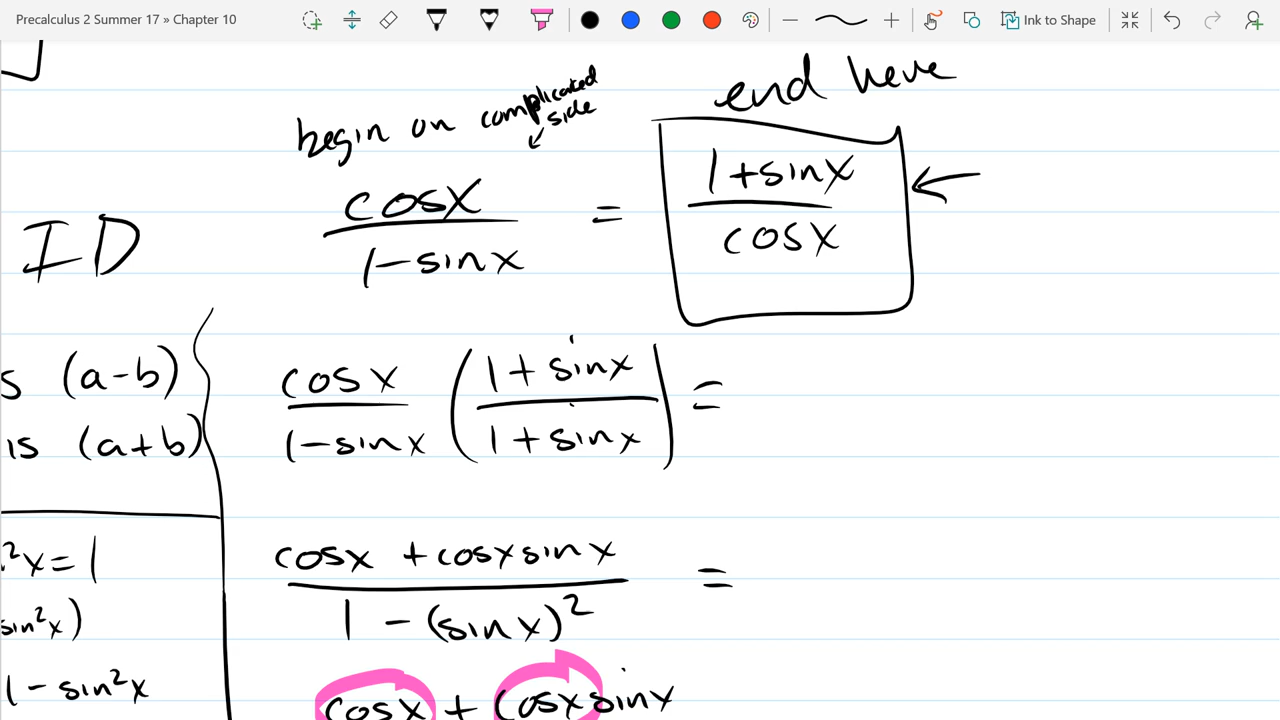 Precalculus 2 Summer 17 » Chapter 10
Ink to Shape
begin on complicated side
end here
cosx / 1-sinx = 1+sinx / cosx
ID
s (a-b)
is (a+b)
cosx / 1-sinx (1+sinx / 1+sinx) =
²x=1
sin²x)
1-sin²x
cosx +cosxsinx / 1-(sinx)² =
cosx + cosxsinx